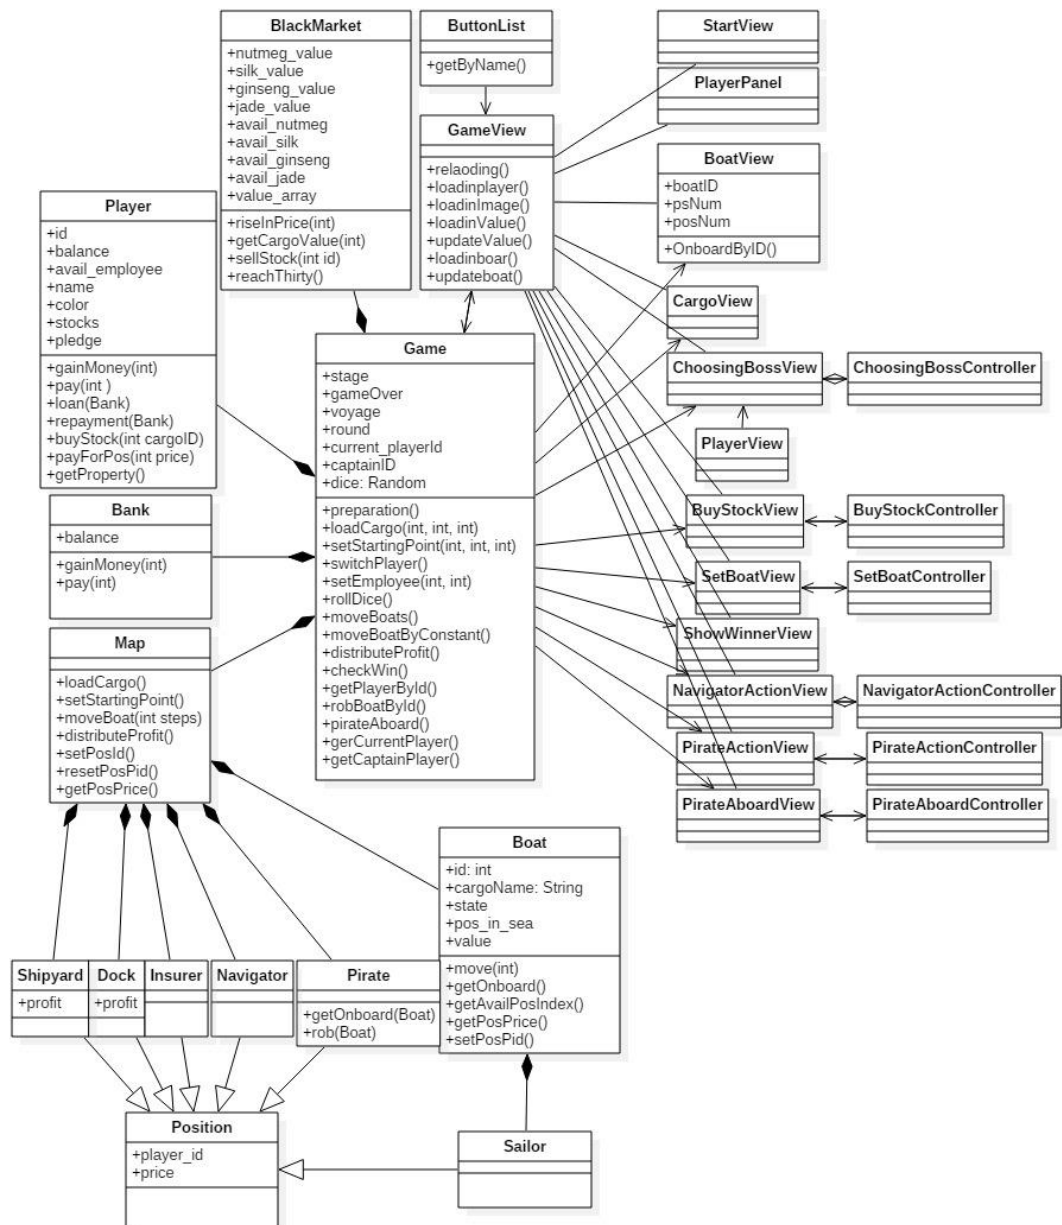 BlackMarket
+nutmeg_value
+silk_value
+ginseng_value
+jade_value
+avail_nutmeg
+avail_silk
+avail_ginseng
+avail_jade
+value_array
+riseInPrice(int)
+getCargoValue(int)
+sellStock(int id)
+reachThirty()
ButtonList
+getByName()
StartView
PlayerPanel
GameView
+relaoding()
+loadinplayer()
+loadinImage()
+loadinValue()
+updateValue()
+loadinboar()
+updateboat()
BoatView
+boatID
+psNum
+posNum
+OnboardByID()
Player
+id
+balance
+avail_employee
+name
+color
+stocks
+pledge
+gainMoney(int)
+pay(int )
+loan(Bank)
+repayment(Bank)
+buyStock(int cargoID)
+payForPos(int price)
+getProperty()
CargoView
Game
+stage
+gameOver
+voyage
+round
+current_playerId
+captainID
+dice: Random
+preparation()
+loadCargo(int, int, int)
+setStartingPoint(int, int, int)
+switchPlayer()
+setEmployee(int, int)
+rollDice()
+moveBoats()
+moveBoatByConstant()
+distributeProfit()
+checkWin()
+getPlayerById()
+robBoatById()
+pirateAboard()
+gerCurrentPlayer()
+getCaptainPlayer()
ChoosingBossView
ChoosingBossController
PlayerView
Bank
+balance
+gainMoney(int)
+pay(int)
BuyStockView
BuyStockController
SetBoatView
SetBoatController
ShowWinnerView
Map
+loadCargo()
+setStartingPoint()
+moveBoat(int steps)
+distributeProfit()
+setPosId()
+resetPosPid()
+getPosPrice()
NavigatorActionView
NavigatorActionController
PirateActionView
PirateActionController
PirateAboardView
PirateAboardController
Boat
+id: int
+cargoName: String
+state
+pos_in_sea
+value
+move(int)
+getOnboard()
+getAvailPosIndex()
+getPosPrice()
+setPosPid()
Shipyard
+profit
Dock
+profit
Insurer
Navigator
Pirate
+getOnboard(Boat)
+rob(Boat)
Position
+player_id
+price
Sailor